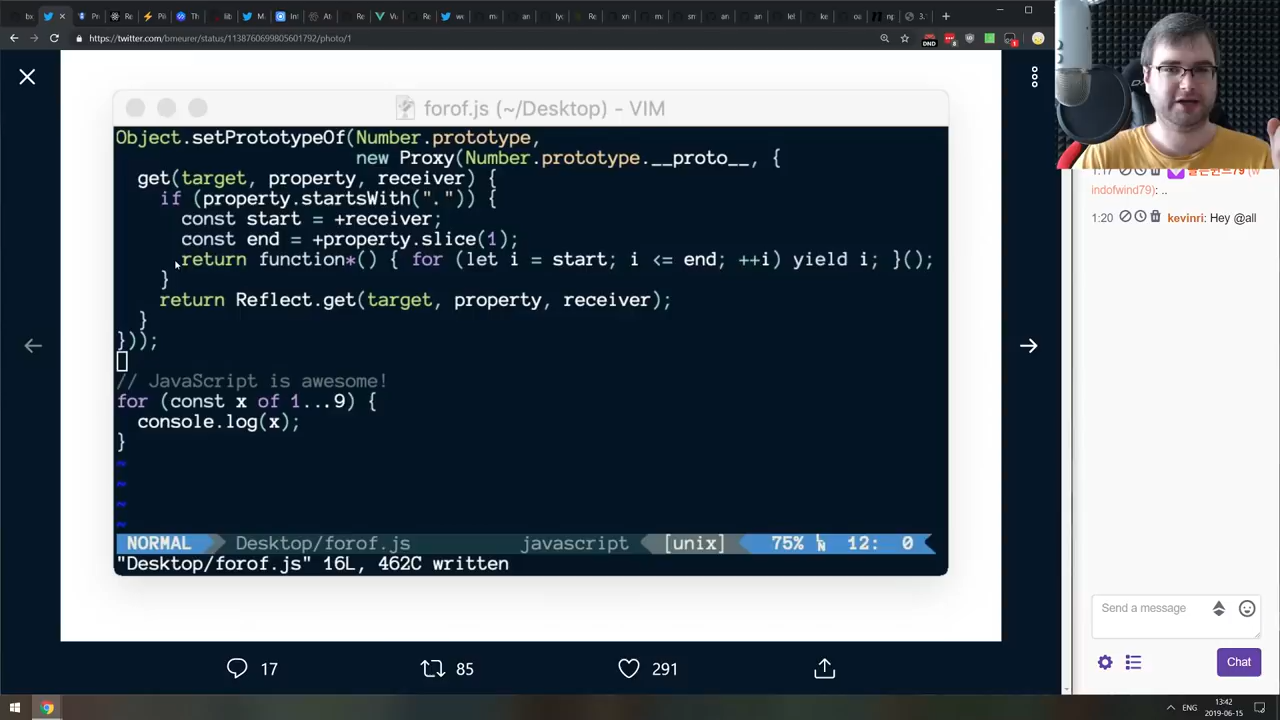 https://twitter.com/bmeurer/status/1138760699805601792/photo/1
DND
forof.js (~/Desktop) - VIM
Object.setPrototypeOf(Number.prototype,
new Proxy(Number.prototype.__proto__, {
get(target, property, receiver) {
if (property.startsWith(".")) {
const start = +receiver;
const end = +property.slice(1);
return function*() { for (let i = start; i <= end; ++i) yield i; }();
}
return Reflect.get(target, property, receiver);
}
}));
// JavaScript is awesome!
for (const x of 1...9) {
console.log(x);
}
~
~
~
~
NORMAL Desktop/forof.js javascript [unix] 75% 12: 0
"Desktop/forof.js" 16L, 462C written
17 85 291
1:17
indofwind79): ..
1:20 kevinri: Hey @all
Send a message
Chat
ENG
13:42
2019-06-15